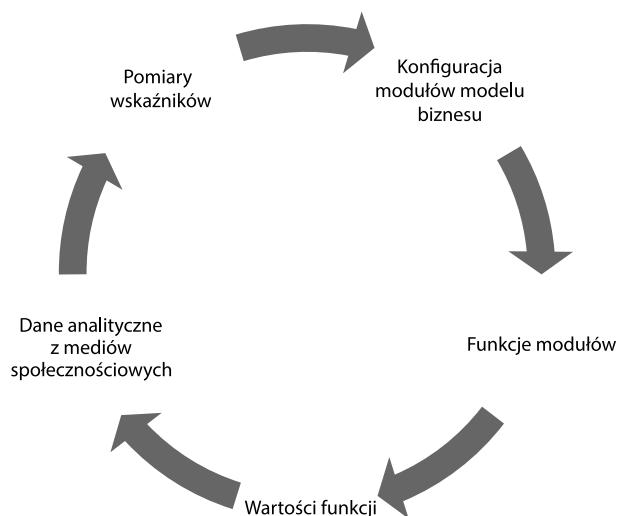 Pomiary
wskaźników
Konfiguracja
modułów modelu
biznesu
Funkcje modułów
Wartości funkcji
Dane analityczne
z mediów
społecznościowych